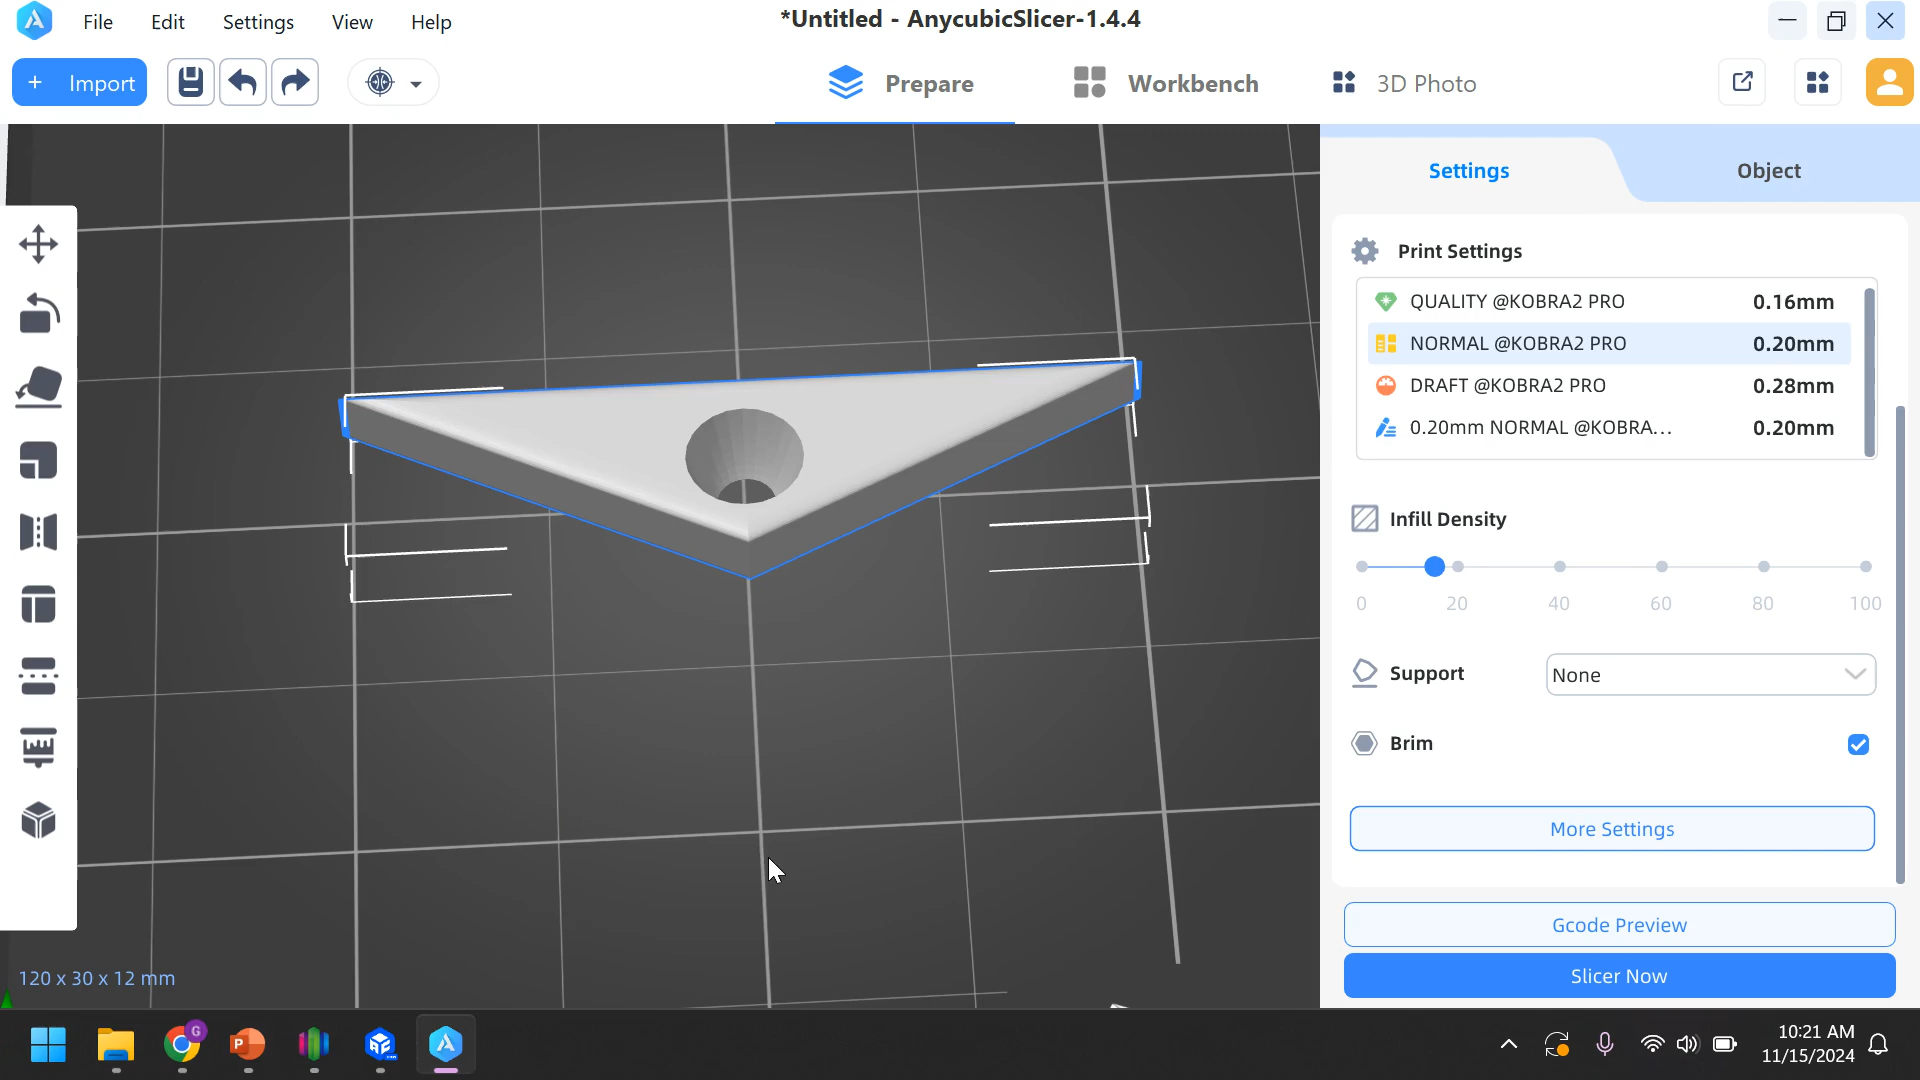 File Edit Settings View Help
*Untitled - AnycubicSlicer-1.4.4
+ Import
Prepare
Workbench
3D Photo
Settings
Object
Print Settings
QUALITY @KOBRA2 PRO 0.16mm
NORMAL @KOBRA2 PRO 0.20mm
DRAFT @KOBRA2 PRO 0.28mm
0.20mm NORMAL @KOBRA... 0.20mm
Infill Density
0 20 40 60 80 100
Support
None
Brim
More Settings
Gcode Preview
Slicer Now
120 x 30 x 12 mm
G
P
10:21 AM
11/15/2024